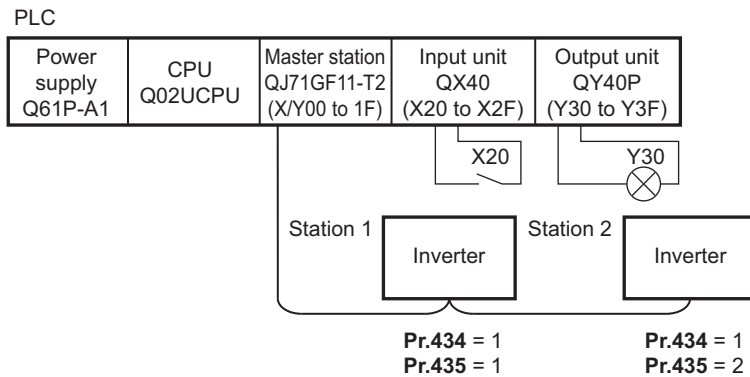 PLC
Power
supply
Q61P-A1
CPU
Q02UCPU
Master station
QJ71GF11-T2
(X/Y00 to 1F)
Input unit
QX40
(X20 to X2F)
Output unit
QY40P
(Y30 to Y3F)
X20
Y30
Station 1
Inverter
Station 2
Inverter
Pr.434 = 1
Pr.435 = 1
Pr.434 = 1
Pr.435 = 2